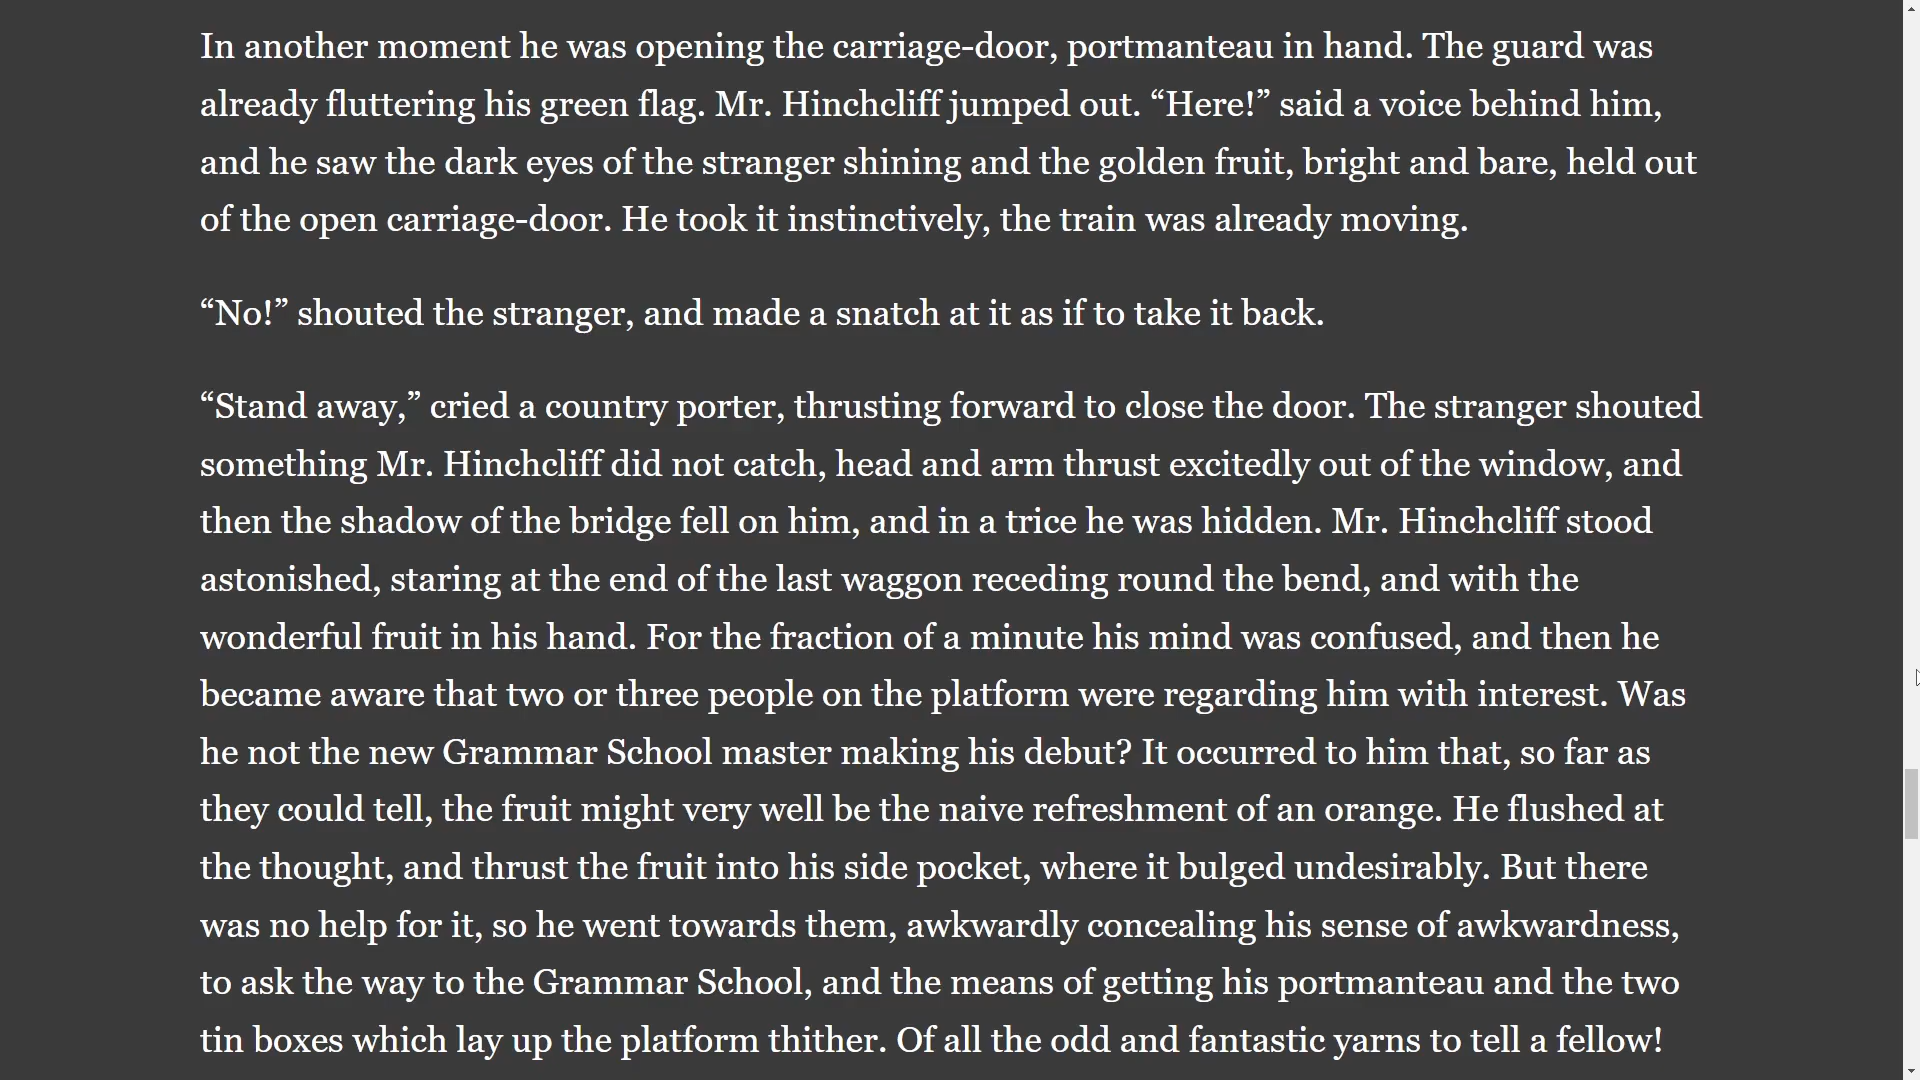 In another moment he was opening the carriage-door, portmanteau in hand. The guard was
already fluttering his green flag. Mr. Hinchcliff jumped out. “Here!” said a voice behind him,
and he saw the dark eyes of the stranger shining and the golden fruit, bright and bare, held out
of the open carriage-door. He took it instinctively, the train was already moving.
“No!” shouted the stranger, and made a snatch at it as if to take it back.
“Stand away,” cried a country porter, thrusting forward to close the door. The stranger shouted
something Mr. Hinchcliff did not catch, head and arm thrust excitedly out of the window, and
then the shadow of the bridge fell on him, and in a trice he was hidden. Mr. Hinchcliff stood
astonished, staring at the end of the last waggon receding round the bend, and with the
wonderful fruit in his hand. For the fraction of a minute his mind was confused, and then he
became aware that two or three people on the platform were regarding him with interest. Was
he not the new Grammar School master making his debut? It occurred to him that, so far as
they could tell, the fruit might very well be the naive refreshment of an orange. He flushed at
the thought, and thrust the fruit into his side pocket, where it bulged undesirably. But there
was no help for it, so he went towards them, awkwardly concealing his sense of awkwardness,
to ask the way to the Grammar School, and the means of getting his portmanteau and the two
tin boxes which lay up the platform thither. Of all the odd and fantastic yarns to tell a fellow!